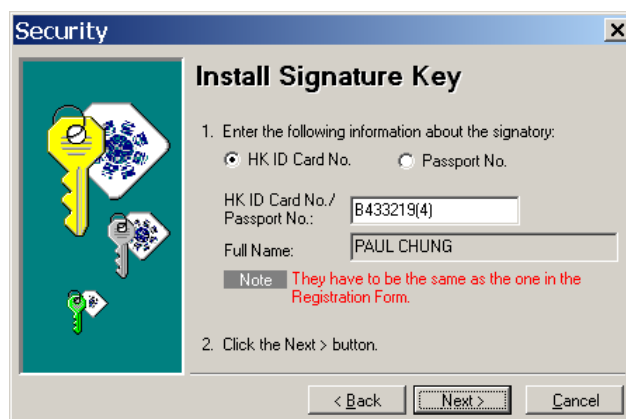 Security
Install Signature Key
1. Enter the following information about the signatory:
HK ID Card No.
Passport No.
HK ID Card No./
Passport No.:
B433219(4)
Full Name:
PAUL CHUNG
Note
They have to be the same as the one in the
Registration Form.
2. Click the Next > button.
< Back
Next >
Cancel